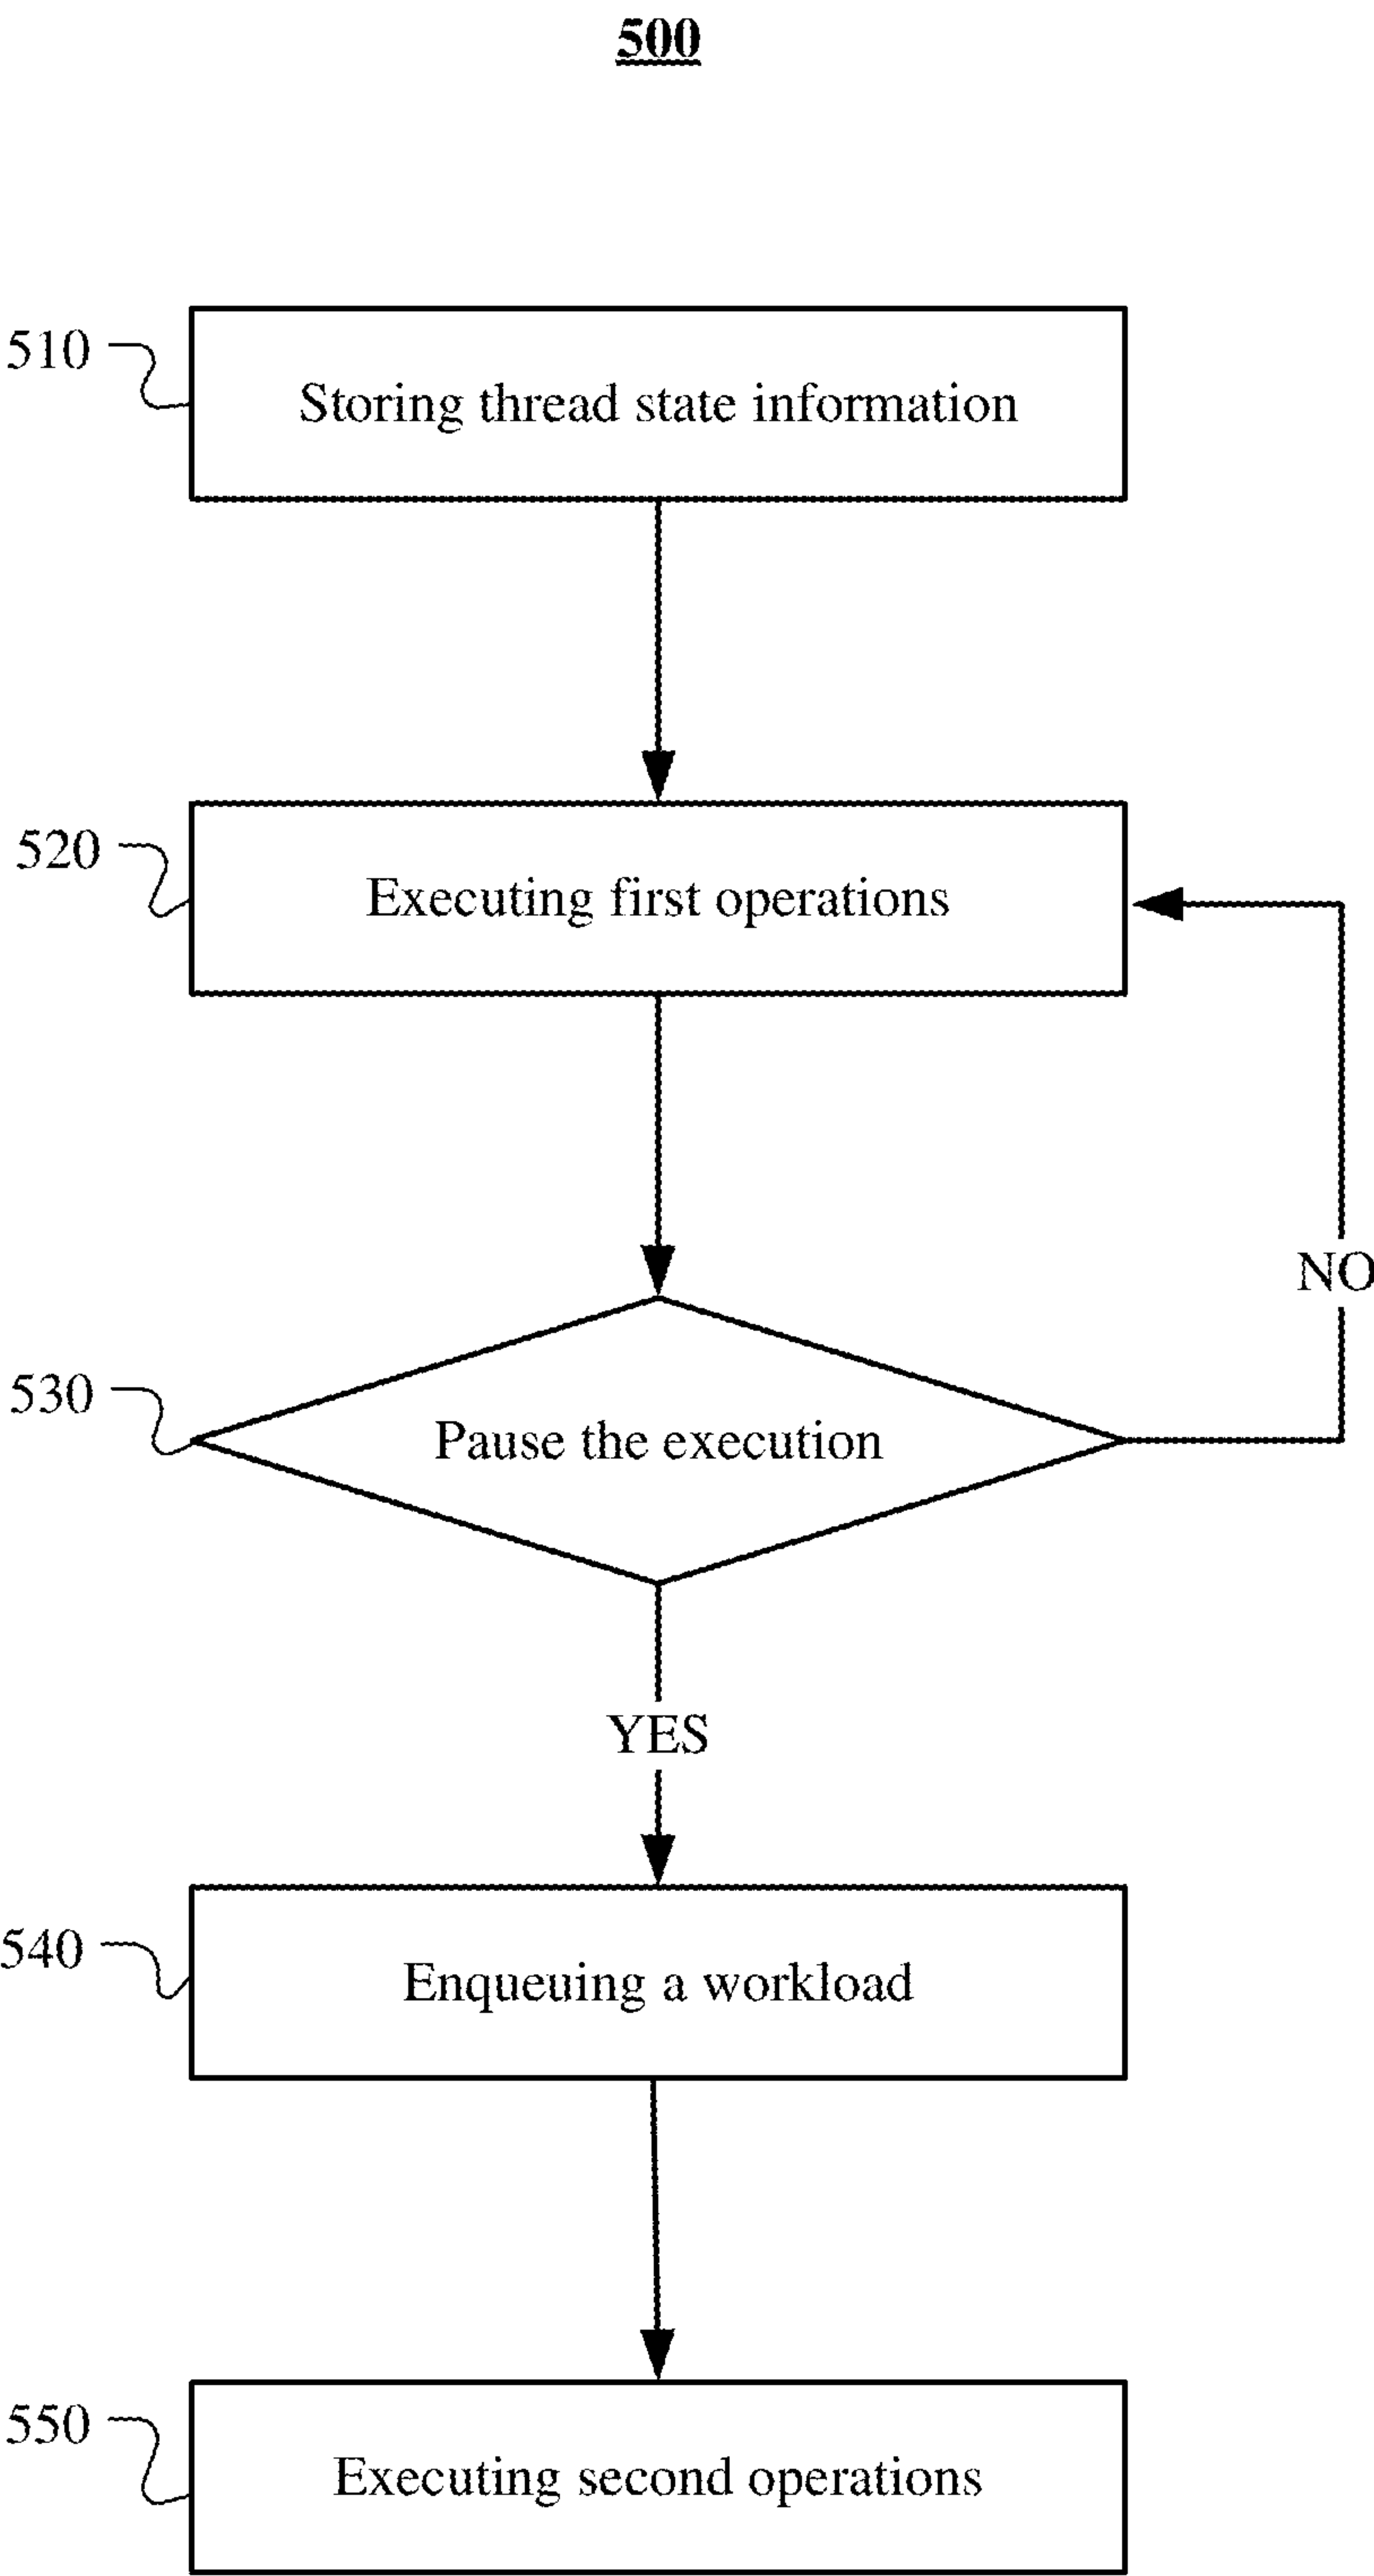 500
510
Storing thread state information
520
Executing first operations
NO
530
Pause the execution
YES
540
Enqueuing a workload
550
Executing second operations